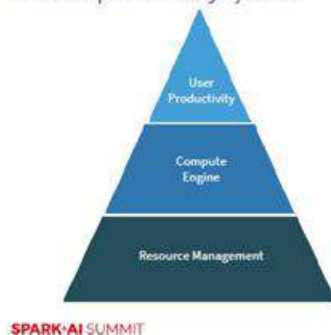 User
Productivity
Compute
Engine
Resource Management
SPARK+AI SUMMIT